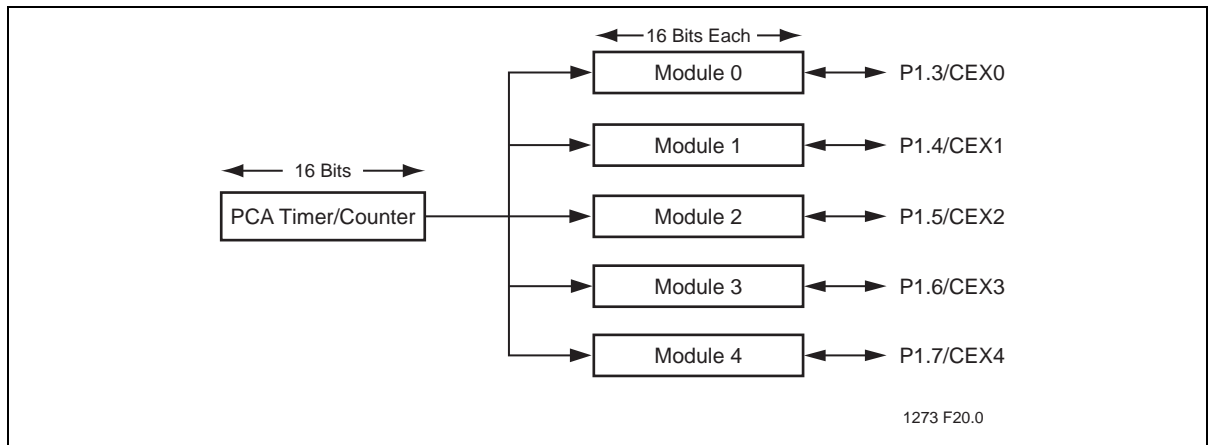 16 Bits Each
Module 0
P1.3/CEX0
Module 1
P1.4/CEX1
16 Bits
PCA Timer/Counter
Module 2
P1.5/CEX2
Module 3
P1.6/CEX3
Module 4
P1.7/CEX4
1273 F20.0